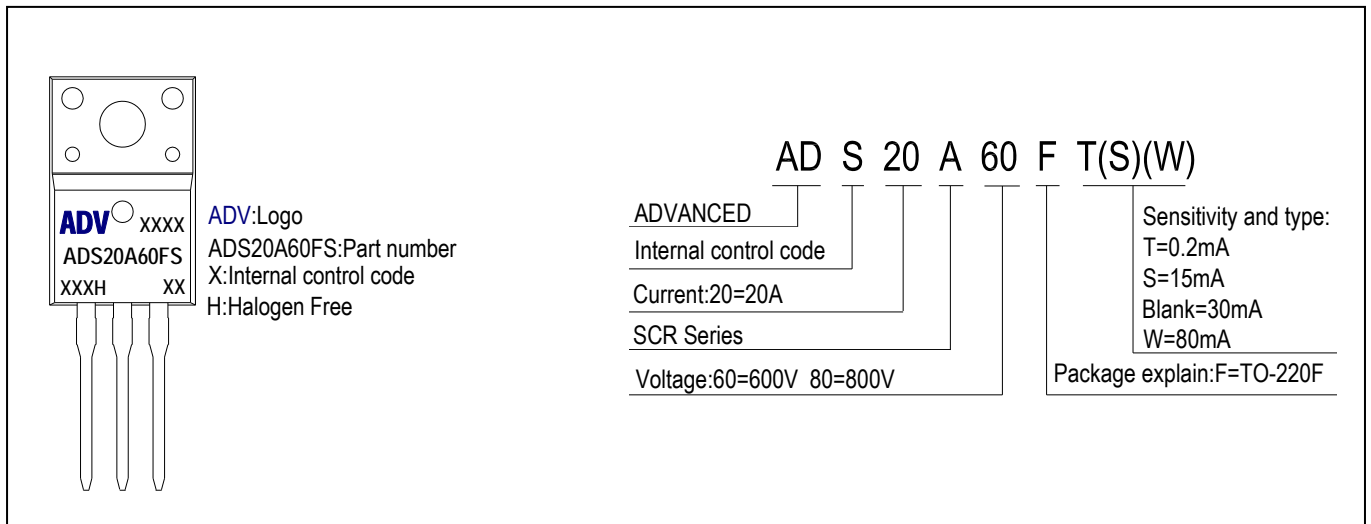 ADV XXXX
ADS20A60FS
XXXH XX
ADV:Logo
ADS20A60FS:Part number
X:Internal control code
H:Halogen Free
AD S 20 A 60 F T(S)(W)
ADVANCED
Internal control code
Current:20=20A
SCR Series
Voltage:60=600V 80=800V
Sensitivity and type:
T=0.2mA
S=15mA
Blank=30mA
W=80mA
Package explain:F=TO-220F